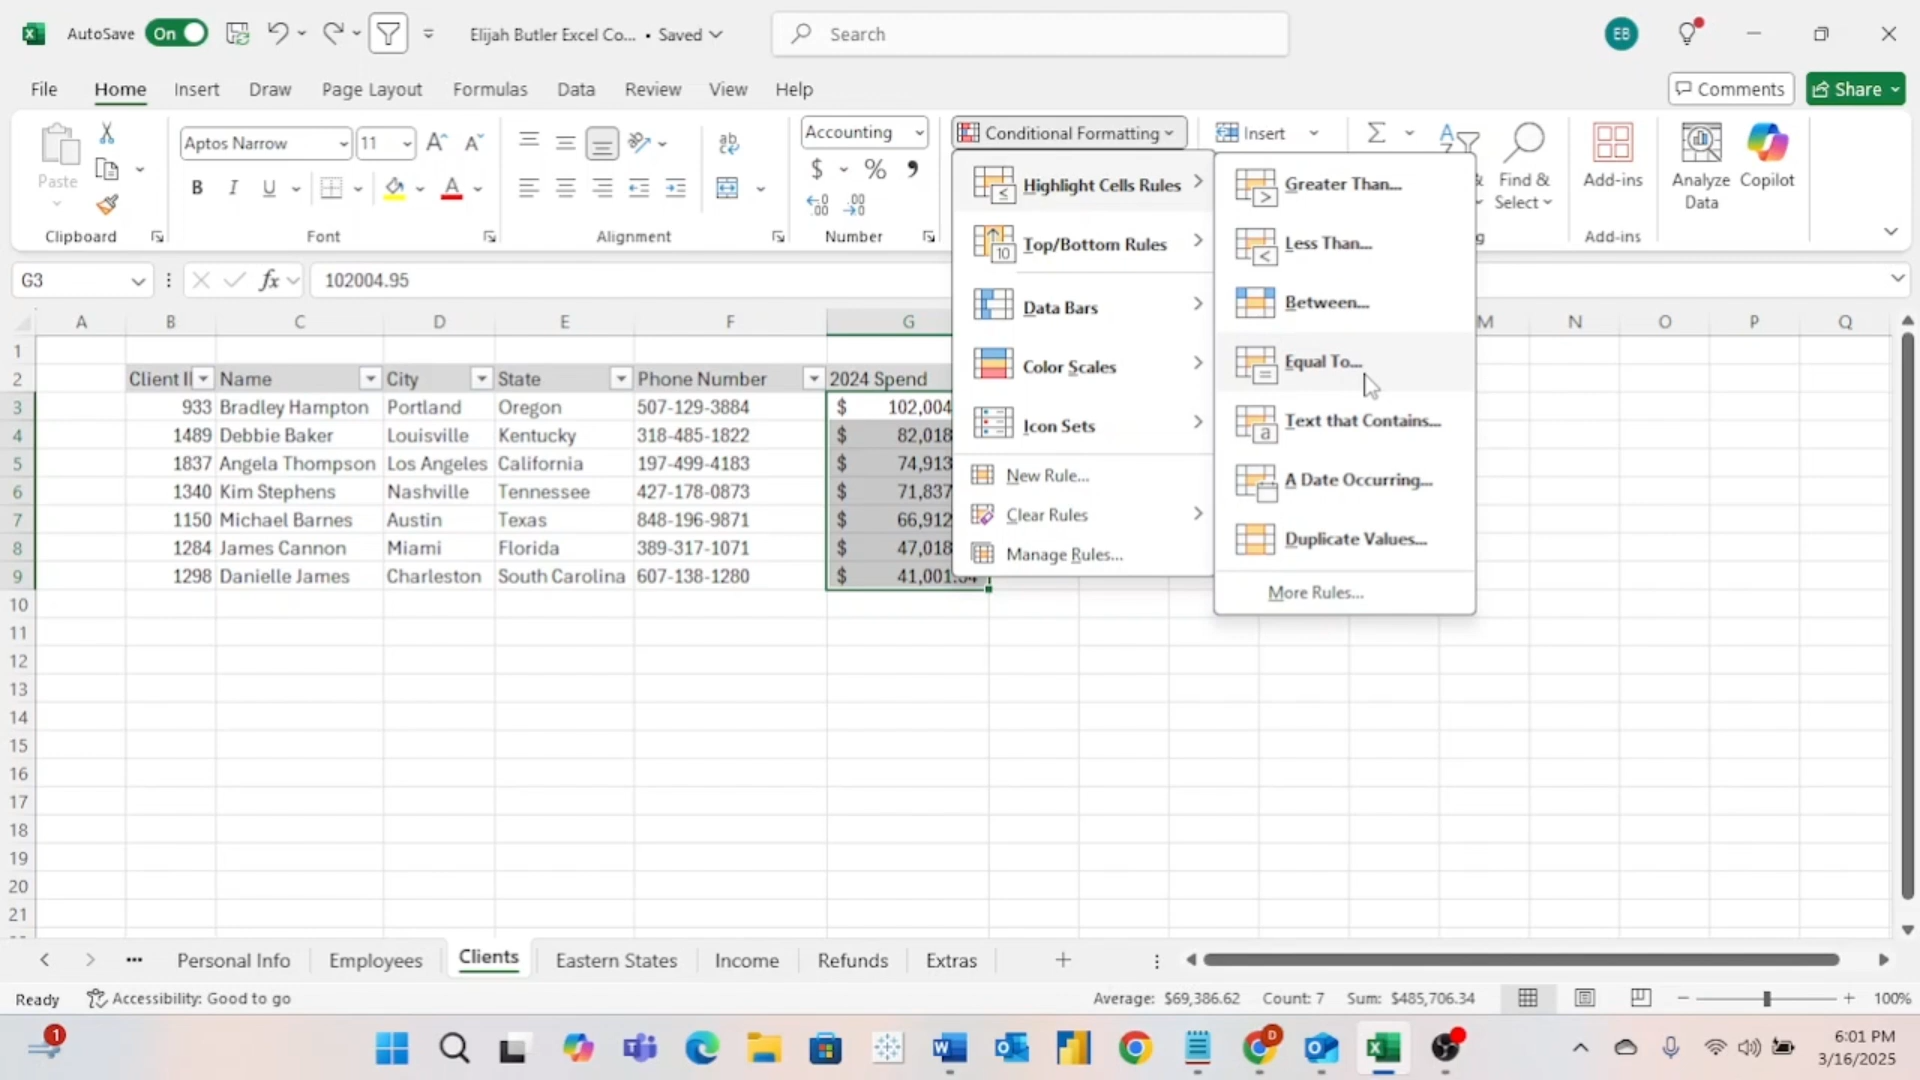 AutoSave On Elijah Butler Excel Co... • Saved Search EB
File Home Insert Draw Page Layout Formulas Data Review View Help Comments Share
Paste Aptos Narrow 11 Accounting Conditional Formatting Insert Find & Select Add-ins Analyze Data Copilot
B I U $ % 
Clipboard Font Alignment Number Add-ins
Highlight Cells Rules
Top/Bottom Rules
Data Bars
Color Scales
Icon Sets
New Rule...
Clear Rules
Manage Rules...
Greater Than...
Less Than...
Between...
Equal To...
Text that Contains...
A Date Occurring...
Duplicate Values...
More Rules...
G3 fx 102004.95
A B C D E F G M N O P Q
1
2 Name City State Phone Number 2024 Spend
3 933 Bradley Hampton Portland Oregon 507-129-3884 $ 102,004
4 1489 Debbie Baker Louisville Kentucky 318-485-1822 $ 82,018
5 1837 Angela Thompson Los Angeles California 197-499-4183 $ 74,913
6 1340 Kim Stephens Nashville Tennessee 427-178-0873 $ 71,837
7 1150 Michael Barnes Austin Texas 848-196-9871 $ 66,912
8 1284 James Cannon Miami Florida 389-317-1071 $ 47,018
9 1298 Danielle James Charleston South Carolina 607-138-1280 $ 41,001
10
11
12
13
14
15
16
17
18
19
20
21
Personal Info Employees Clients Eastern States Income Refunds Extras
Ready Accessibility: Good to go Average: $69,386.62 Count: 7 Sum: $485,706.34 100%
1 6:01 PM
3/16/2025